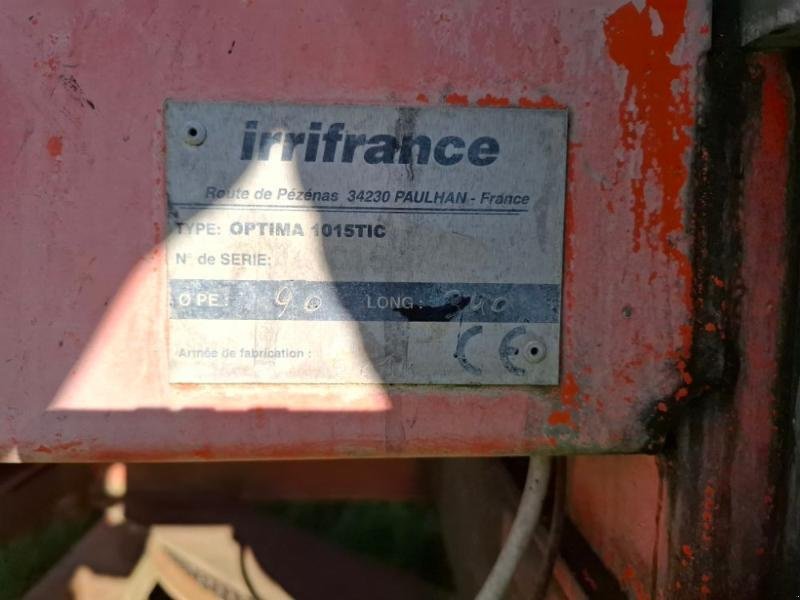 irrifrance
Route de Pézénas 34230 PAULHAN - France
TYPE: OPTIMA 1015TIC
N° de SERIE:
Ø PE : 90 LONG : 340
Année de fabrication :
CE